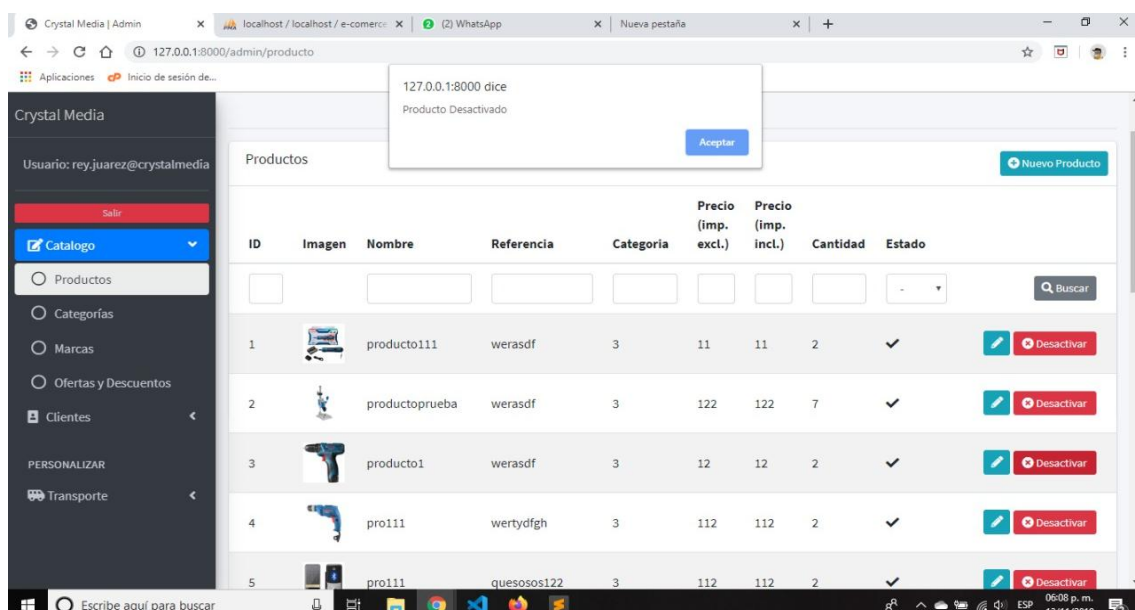 Crystal Media | Admin
localhost / localhost / e-comerce
(2) WhatsApp
Nueva pestaña
127.0.0.1:8000/admin/producto
Aplicaciones
Inicio de sesión de...
127.0.0.1:8000 dice
Producto Desactivado
Aceptar
Crystal Media
Usuario: rey.juarez@crystalmedia
Salir
Catalogo
Productos
Categorías
Marcas
Ofertas y Descuentos
Clientes
PERSONALIZAR
Transporte
Productos
Nuevo Producto
ID Imagen Nombre Referencia Categoria Precio (imp. excl.) Precio (imp. incl.) Cantidad Estado
- Buscar
1 producto111 werasdf 3 11 11 2 Desactivar
2 productoprueba werasdf 3 122 122 7 Desactivar
3 producto1 werasdf 3 12 12 2 Desactivar
4 pro111 wertydfgh 3 112 112 2 Desactivar
5 pro111 quesosos122 3 112 112 2 Desactivar
Escribe aquí para buscar
ESP
06:08 p. m.